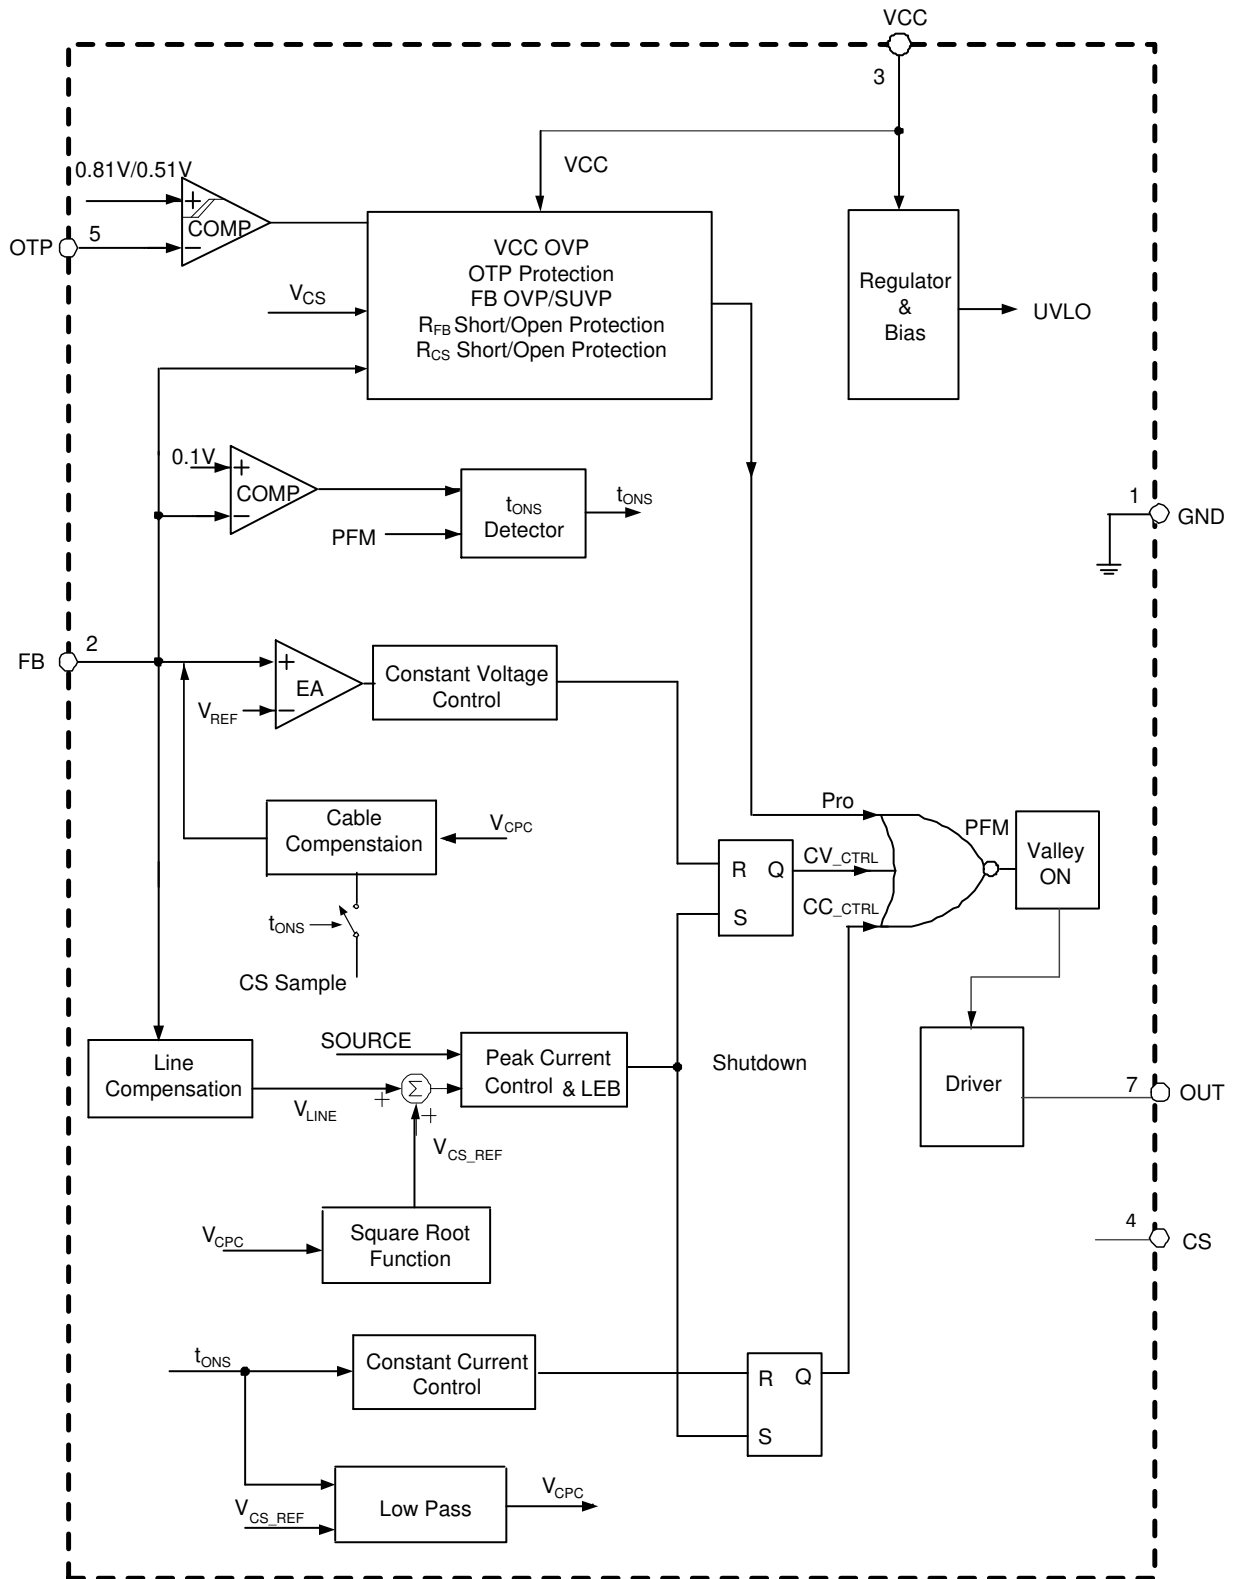 VCC
3
0.81V/0.51V
+
COMP
−
OTP
5
VCC
VCC OVP
OTP Protection
FB OVP/SUVP
RFB Short/Open Protection
RCS Short/Open Protection
VCS
Regulator
&
Bias
UVLO
0.1V
+
COMP
−
tONS
Detector
tONS
PFM
1
GND
FB
2
+
EA
−
VREF
Constant Voltage
Control
Cable
Compenstaion
VCPC
tONS
CS Sample
Pro
CV_CTRL
CC_CTRL
R
Q
S
PFM
Valley
ON
Line
Compensation
VLINE
SOURCE
Σ
+
+
Peak Current
Control & LEB
Shutdown
Driver
7
OUT
VCS_REF
VCPC
Square Root
Function
4
CS
tONS
Constant Current
Control
R
Q
S
VCS_REF
Low Pass
VCPC